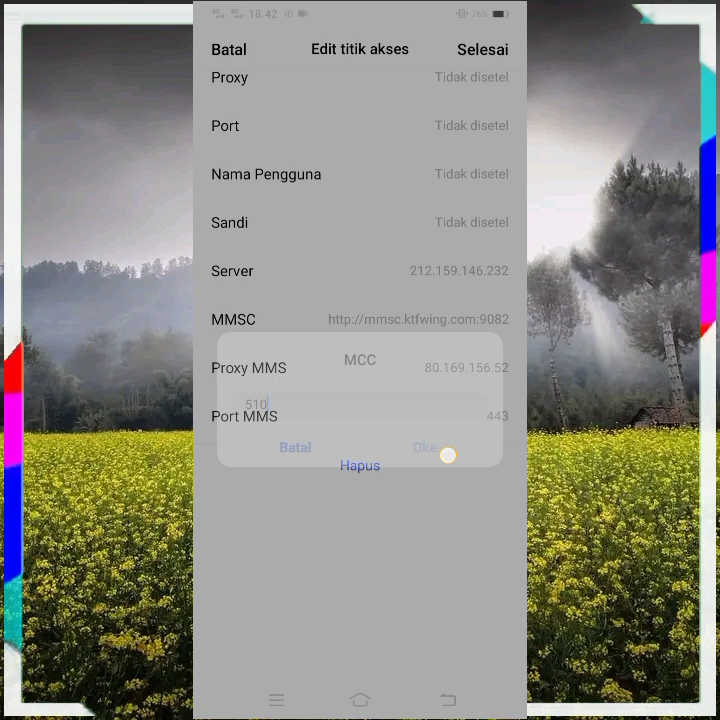 18.42 76%
Batal Edit titik akses Selesai
Proxy Tidak disetel
Port Tidak disetel
Nama Pengguna Tidak disetel
Sandi Tidak disetel
Server 212.159.146.232
MMSC http://mmsc.ktfwing.com:9082
MCC
Proxy MMS 80.169.156.52
510
Port MMS 443
Batal Oke
Hapus